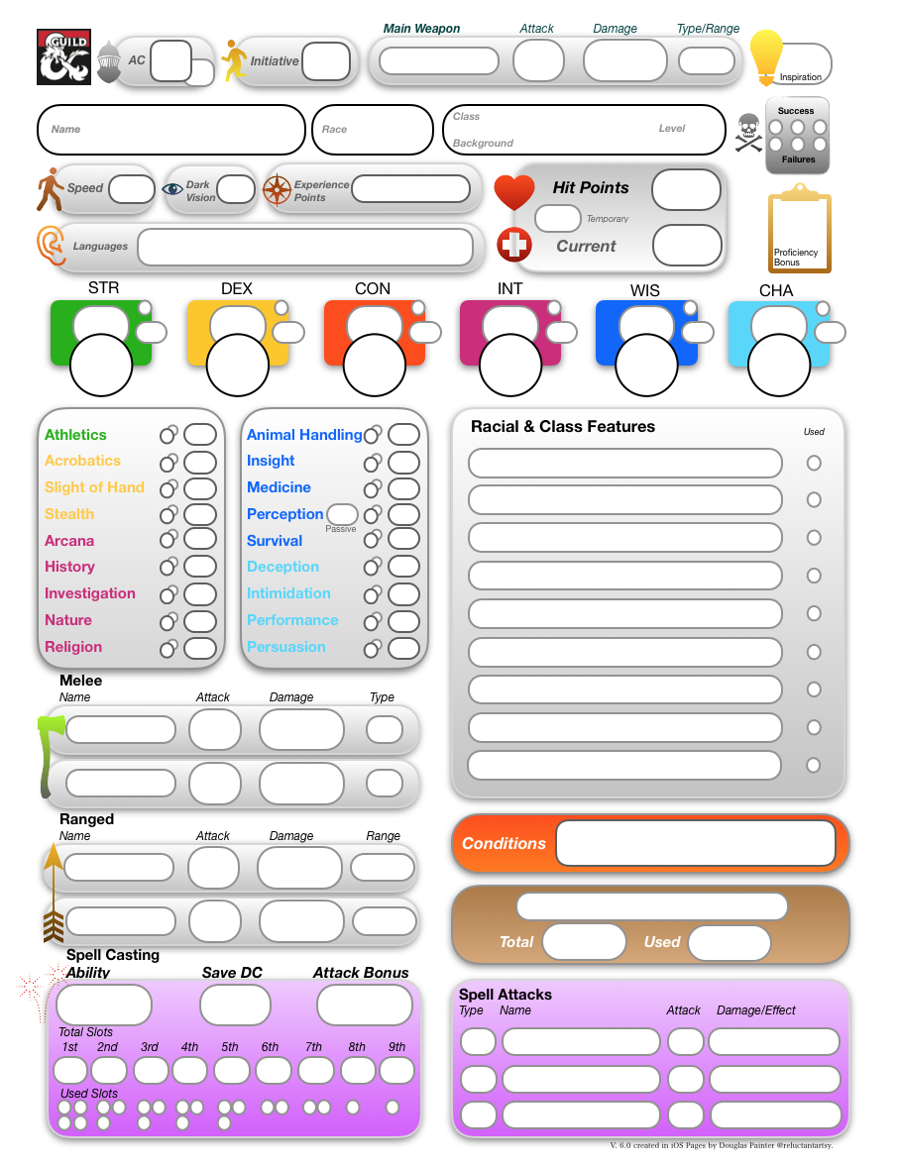 GUILD
AC
Initiative
Main Weapon Attack Damage Type/Range
Inspiration
Name
Race
Class
Background
Level
Success
Failures
Speed
Dark
Vision
Experience
Points
Hit Points
Temporary
Current
Languages
Proficiency
Bonus
STR DEX CON INT WIS CHA
Athletics
Acrobatics
Slight of Hand
Stealth
Arcana
History
Investigation
Nature
Religion
Animal Handling
Insight
Medicine
Perception
Passive
Survival
Deception
Intimidation
Performance
Persuasion
Racial & Class Features
Used
Melee
Name Attack Damage Type
Ranged
Name Attack Damage Range
Conditions
Total Used
Spell Casting
Ability Save DC Attack Bonus
Total Slots
1st 2nd 3rd 4th 5th 6th 7th 8th 9th
Used Slots
Spell Attacks
Type Name Attack Damage/Effect
V. 6.0 created in iOS Pages by Douglas Painter @reluctantartsy.